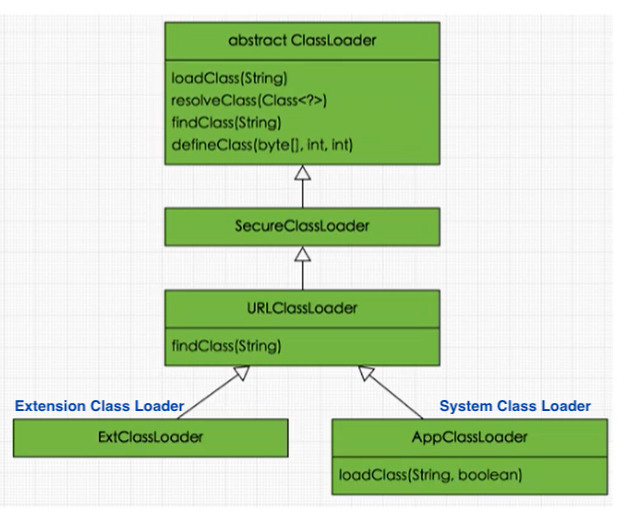 abstract ClassLoader
loadClass(String)
resolveClass(Class<?>)
findClass(String)
defineClass(byte[], int, int)
SecureClassLoader
URLClassLoader
findClass(String)
Extension Class Loader
System Class Loader
ExtClassLoader
AppClassLoader
loadClass(String, boolean)